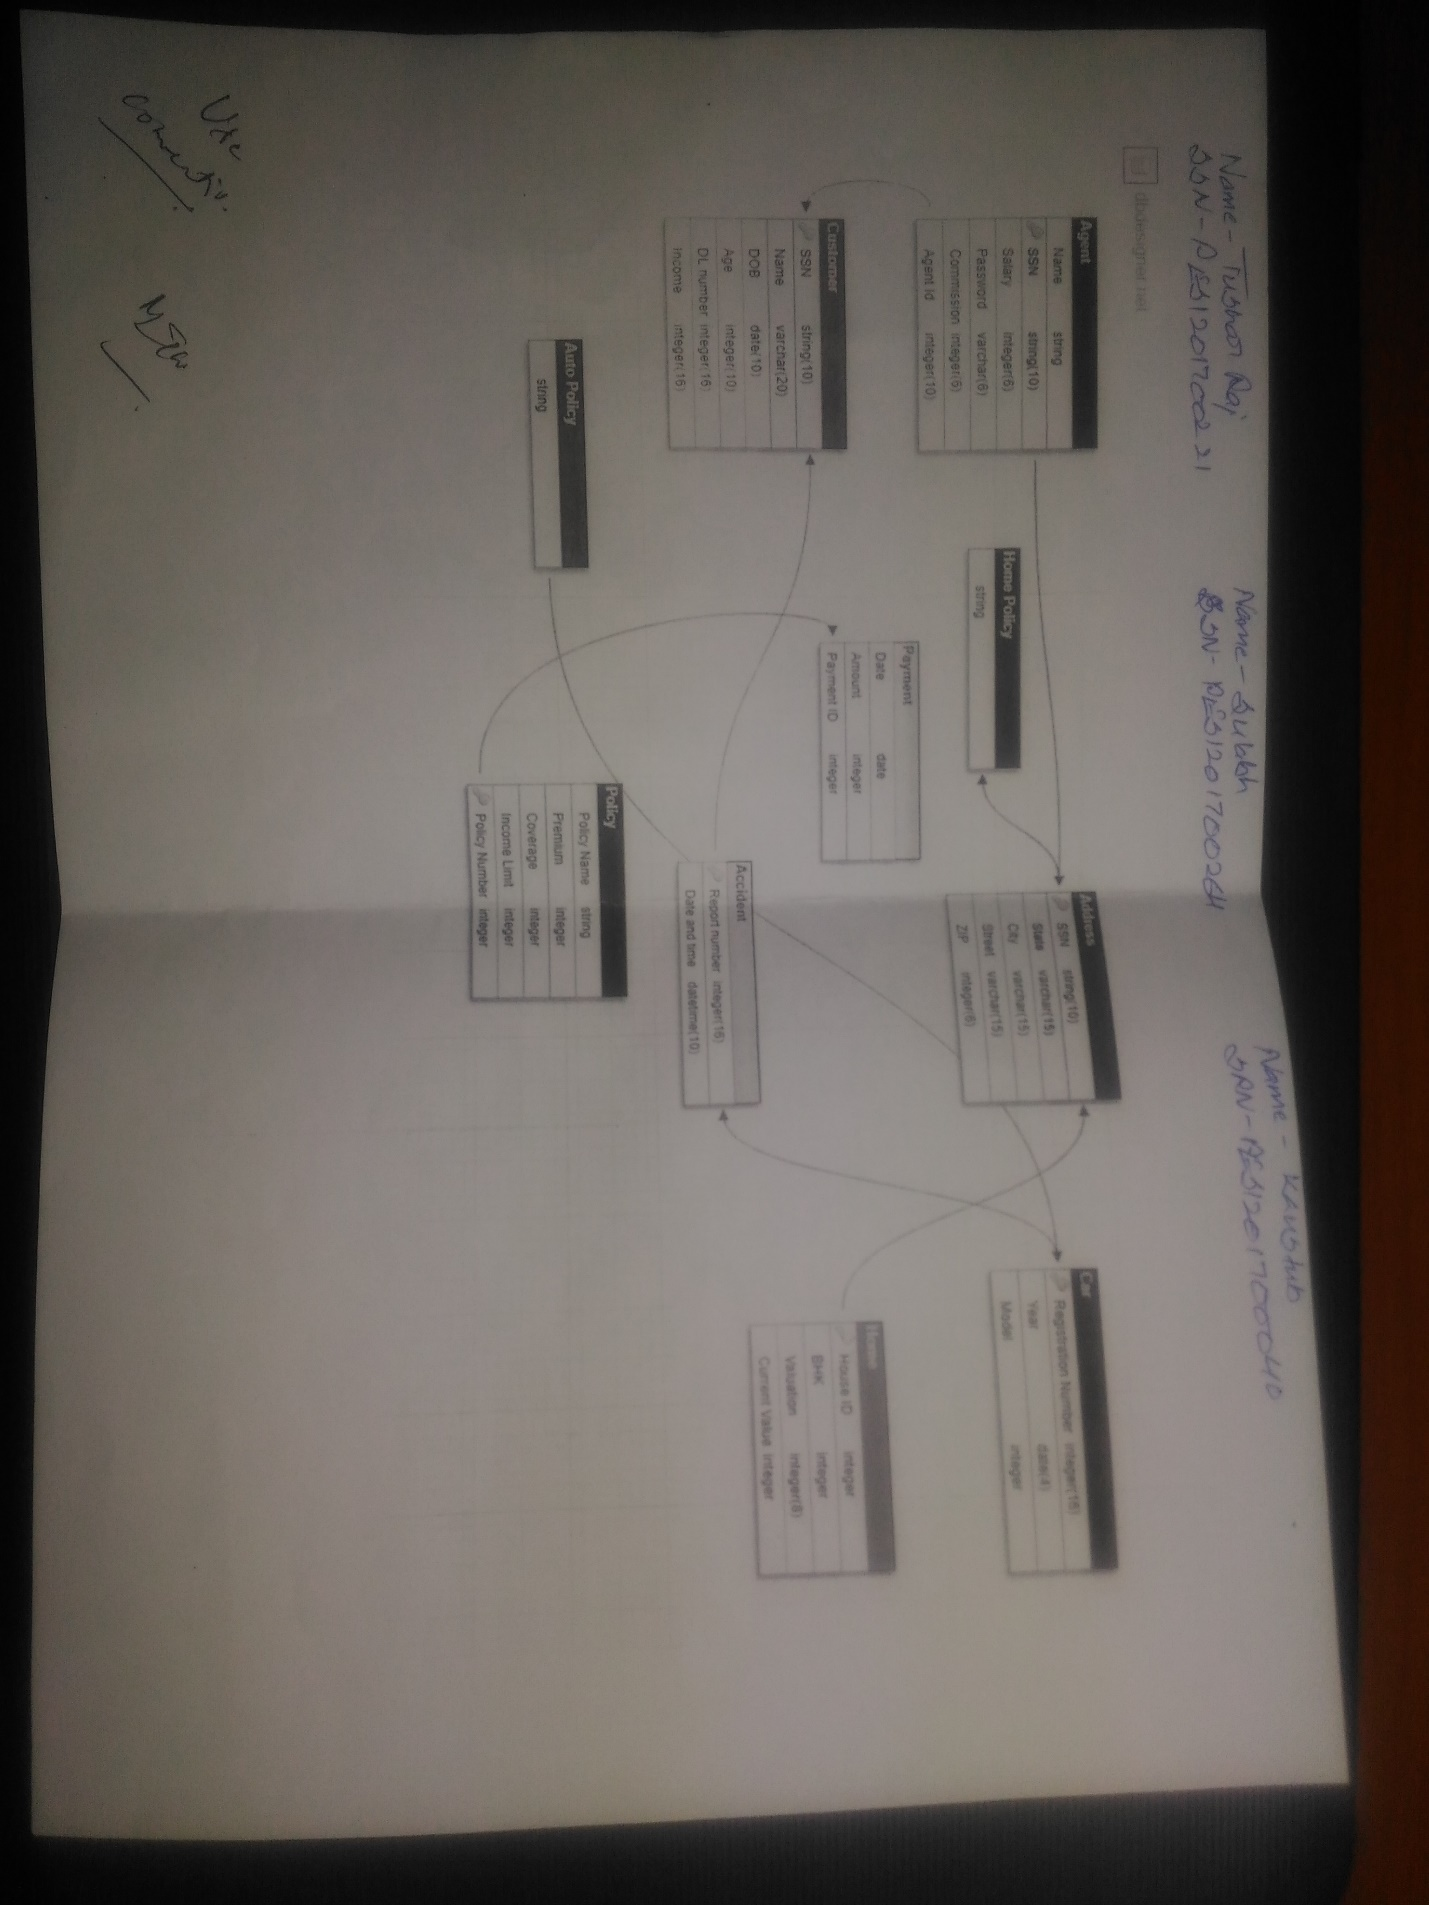 Name - Tushar Raj
SRN - PES1201700221
Name - Sulabh
SRN - PES1201700264
Name - Kaustub
SRN - PES1201700040
dbdesigner.net
Agent
Name string
SSN string(10)
Salary integer(6)
Password varchar(6)
Commission integer(6)
Agent Id integer(10)
Home Policy
string
Address
SSN string(10)
State varchar(15)
City varchar(15)
Street varchar(15)
ZIP integer(6)
Car
Registration Number integer(16)
Year date(4)
Model integer
Customer
SSN string(10)
Name varchar(20)
DOB date(10)
Age integer(10)
DL number integer(16)
Income integer(16)
Payment
Date date
Amount integer
Payment ID integer
Accident
Report number integer(16)
Date and time datetime(10)
House ID integer
BHK integer
Valuation integer(8)
Current Value integer
Auto Policy
string
Policy
Policy Name string
Premium integer
Coverage integer
Income Limit integer
Policy Number integer
Use